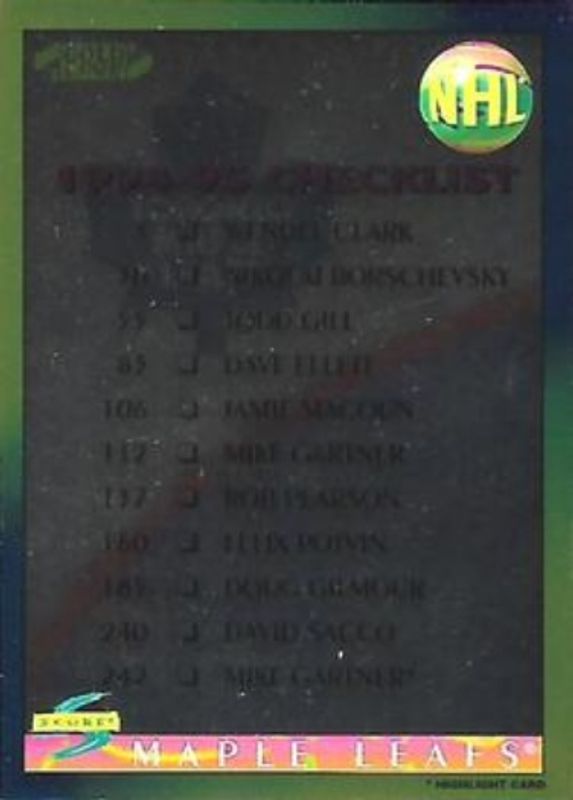 NHL
1994-95 CHECKLIST
❑ WENDEL CLARK
❑ NIKOLAI BORSCHEVSKY
55 ❑ TODD GILL
85 ❑ DAVE ELLETT
106 ❑ JAMIE MACOUN
112 ❑ MIKE GARTNER
137 ❑ ROB PEARSON
160 ❑ FELIX POTVIN
185 ❑ DOUG GILMOUR
240 ❑ DAVID SACCO
242 ❑ MIKE GARTNER*
SCORE®
MAPLE LEAFS®
* HIGHLIGHT CARD